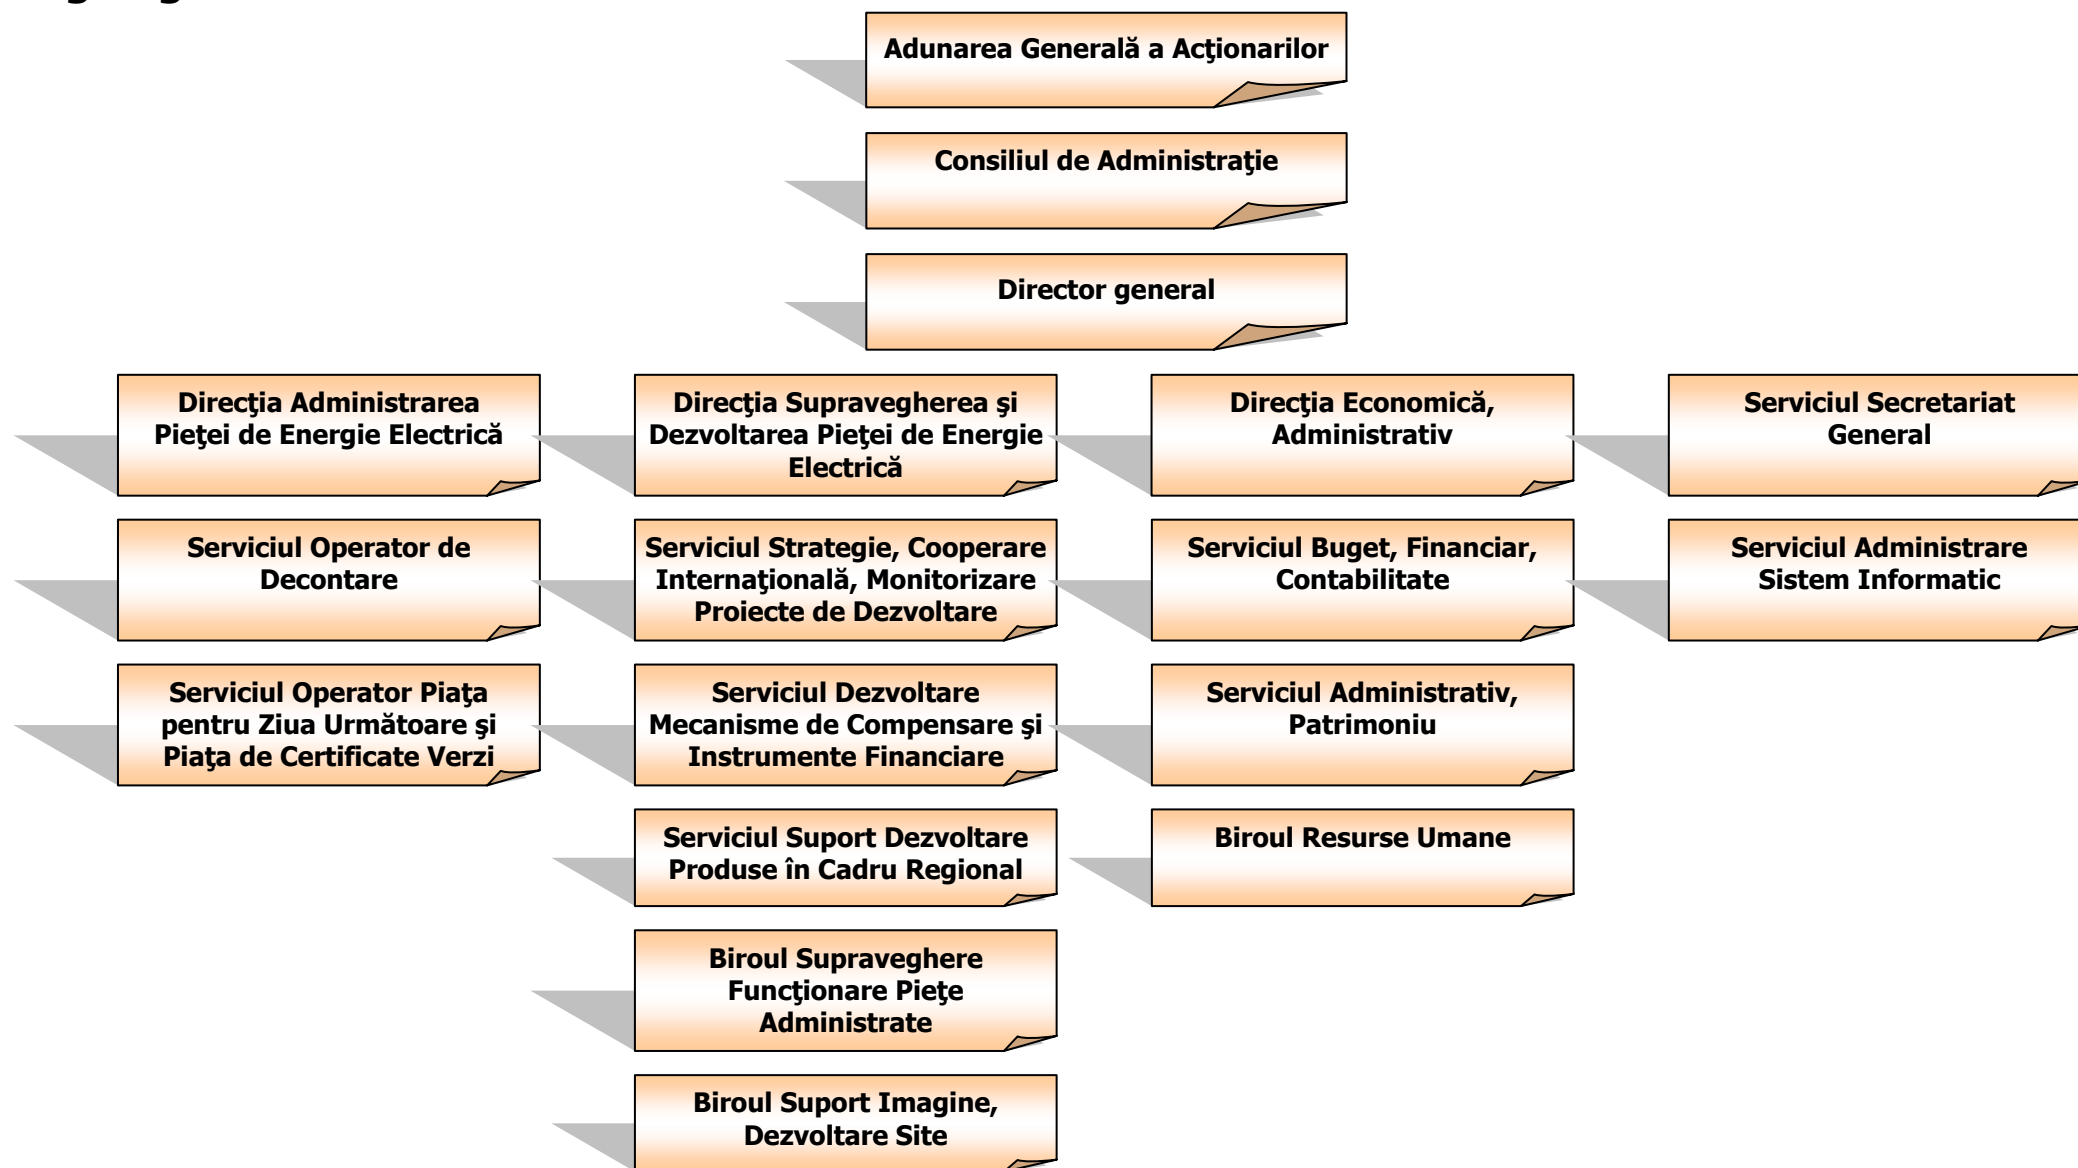 Adunarea Generală a Acţionarilor
Consiliul de Administraţie
Director general
Direcţia Administrarea
Pieţei de Energie Electrică
Direcţia Supravegherea şi
Dezvoltarea Pieţei de Energie
Electrică
Direcţia Economică,
Administrativ
Serviciul Secretariat
General
Serviciul Operator de
Decontare
Serviciul Strategie, Cooperare
Internaţională, Monitorizare
Proiecte de Dezvoltare
Serviciul Buget, Financiar,
Contabilitate
Serviciul Administrare
Sistem Informatic
Serviciul Operator Piaţa
pentru Ziua Următoare şi
Piaţa de Certificate Verzi
Serviciul Dezvoltare
Mecanisme de Compensare şi
Instrumente Financiare
Serviciul Administrativ,
Patrimoniu
Serviciul Suport Dezvoltare
Produse în Cadru Regional
Biroul Resurse Umane
Biroul Supraveghere
Funcţionare Pieţe
Administrate
Biroul Suport Imagine,
Dezvoltare Site